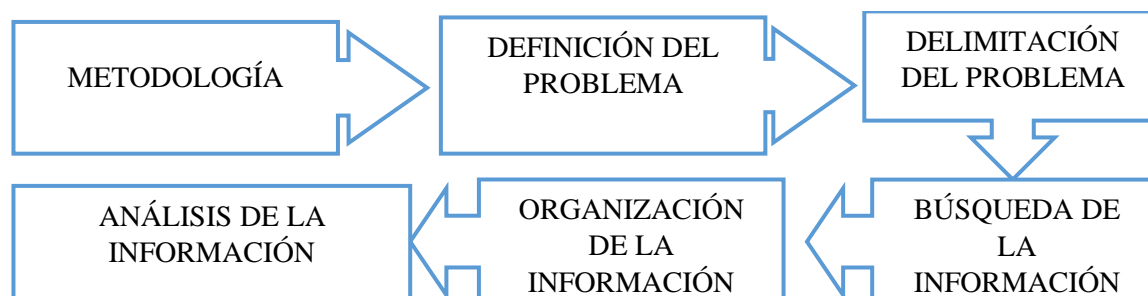 METODOLOGÍA
DEFINICIÓN DEL
PROBLEMA
DELIMITACIÓN
DEL PROBLEMA
BÚSQUEDA DE
LA
INFORMACIÓN
ORGANIZACIÓN
DE LA
INFORMACIÓN
ANÁLISIS DE LA
INFORMACIÓN